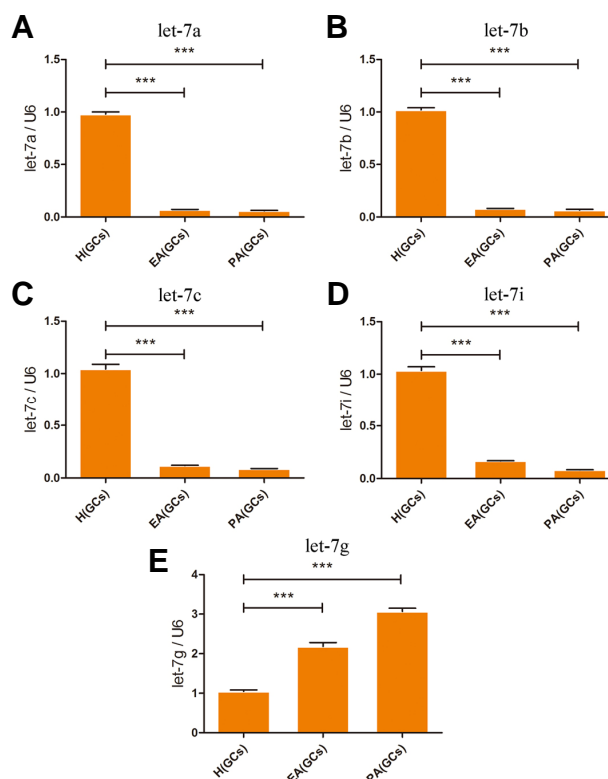 A
let-7a
let-7a / U6
1.5
1.0
0.5
0.0
***
***
H(GCs)
EA(GCs)
PA(GCs)
B
let-7b
let-7b / U6
1.5
1.0
0.5
0.0
***
***
H(GCs)
EA(GCs)
PA(GCs)
C
let-7c
let-7c / U6
1.5
1.0
0.5
0.0
***
***
H(GCs)
EA(GCs)
PA(GCs)
D
let-7i
let-7i / U6
1.5
1.0
0.5
0.0
***
***
H(GCs)
EA(GCs)
PA(GCs)
E
let-7g
let-7g / U6
4
3
2
1
0
***
***
H(GCs)
EA(GCs)
PA(GCs)